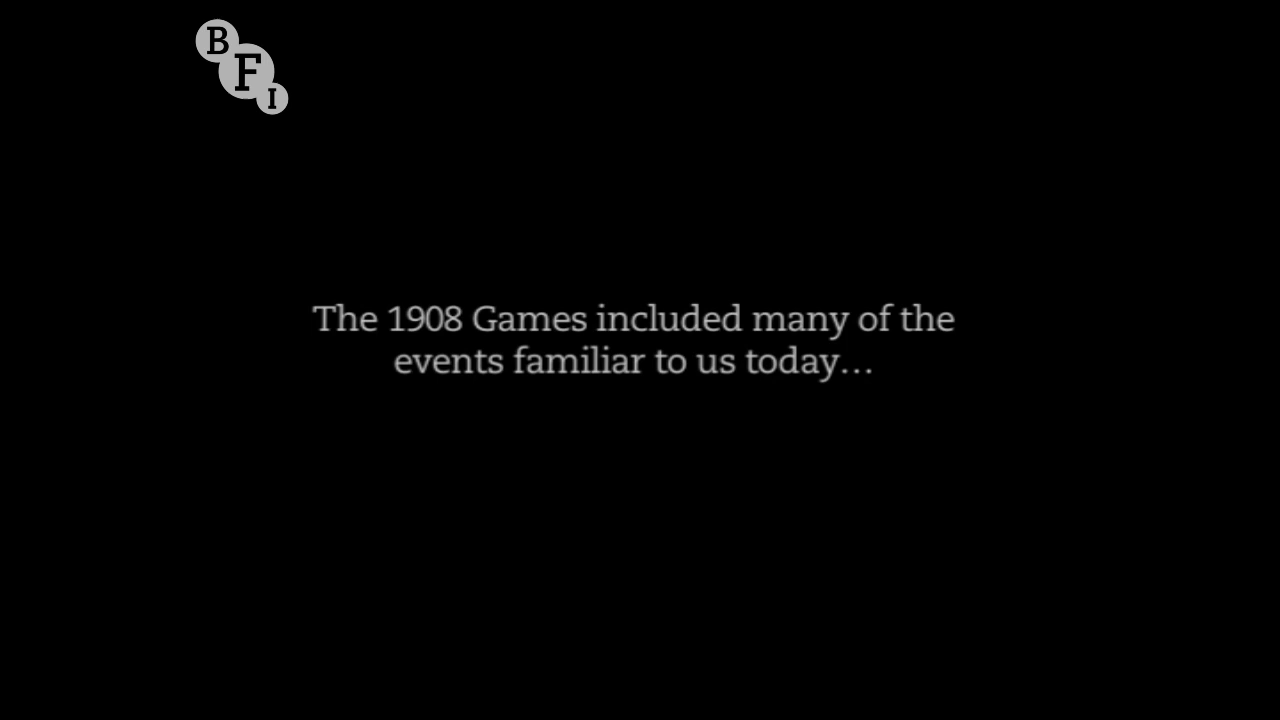 BFI
The 1908 Games included many of the
events familiar to us today…